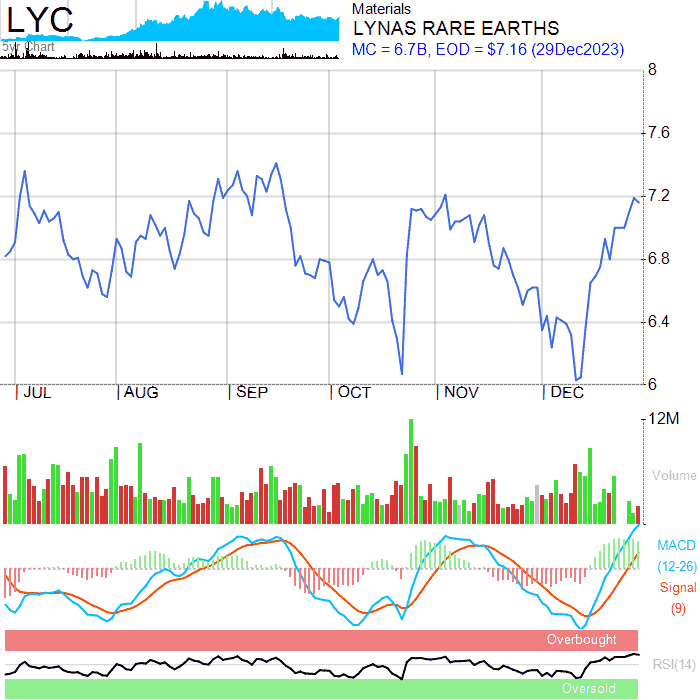 LYC
5yr Chart
Materials
LYNAS RARE EARTHS
MC = 6.7B, EOD = $7.16 (29Dec2023)
8
7.6
7.2
6.8
6.4
6
JUL AUG SEP OCT NOV DEC
12M
Volume
MACD
(12-26)
Signal
(9)
Overbought
RSI(14)
Oversold